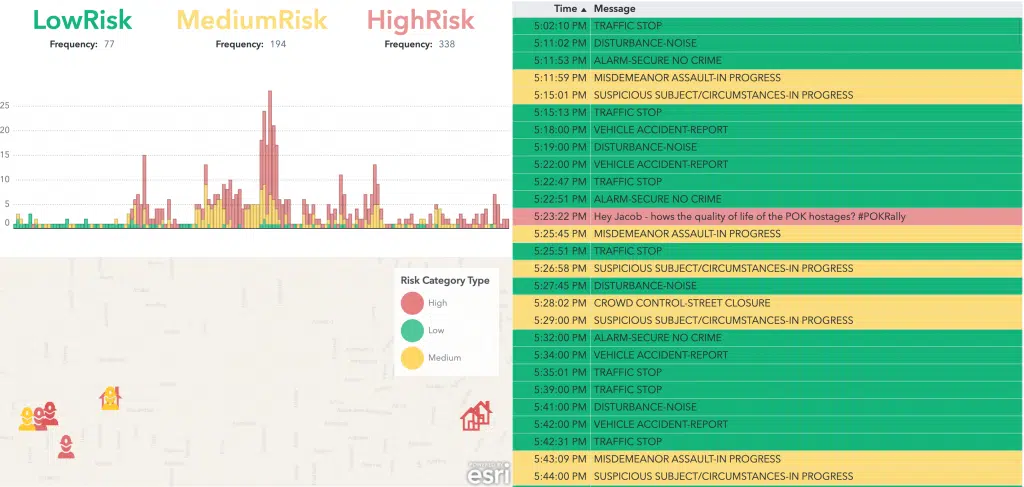 LowRisk MediumRisk HighRisk
Frequency: 77 Frequency: 194 Frequency: 338
25
20
15
10
5
0
Risk Category Type
High
Low
Medium
esri
Time Message
5:02:10 PM TRAFFIC STOP
5:11:02 PM DISTURBANCE-NOISE
5:11:53 PM ALARM-SECURE NO CRIME
5:11:59 PM MISDEMEANOR ASSAULT-IN PROGRESS
5:15:01 PM SUSPICIOUS SUBJECT/CIRCUMSTANCES-IN PROGRESS
5:15:13 PM TRAFFIC STOP
5:18:00 PM VEHICLE ACCIDENT-REPORT
5:19:00 PM DISTURBANCE-NOISE
5:22:00 PM VEHICLE ACCIDENT-REPORT
5:22:47 PM TRAFFIC STOP
5:22:51 PM ALARM-SECURE NO CRIME
5:23:22 PM Hey Jacob - hows the quality of life of the POK hostages? #POKRally
5:25:45 PM MISDEMEANOR ASSAULT-IN PROGRESS
5:25:51 PM TRAFFIC STOP
5:26:58 PM SUSPICIOUS SUBJECT/CIRCUMSTANCES-IN PROGRESS
5:27:45 PM DISTURBANCE-NOISE
5:28:02 PM CROWD CONTROL-STREET CLOSURE
5:29:00 PM SUSPICIOUS SUBJECT/CIRCUMSTANCES-IN PROGRESS
5:32:00 PM ALARM-SECURE NO CRIME
5:34:00 PM VEHICLE ACCIDENT-REPORT
5:35:01 PM TRAFFIC STOP
5:39:00 PM TRAFFIC STOP
5:41:00 PM DISTURBANCE-NOISE
5:42:00 PM VEHICLE ACCIDENT-REPORT
5:42:31 PM TRAFFIC STOP
5:43:09 PM MISDEMEANOR ASSAULT-IN PROGRESS
5:44:00 PM SUSPICIOUS SUBJECT/CIRCUMSTANCES-IN PROGRESS